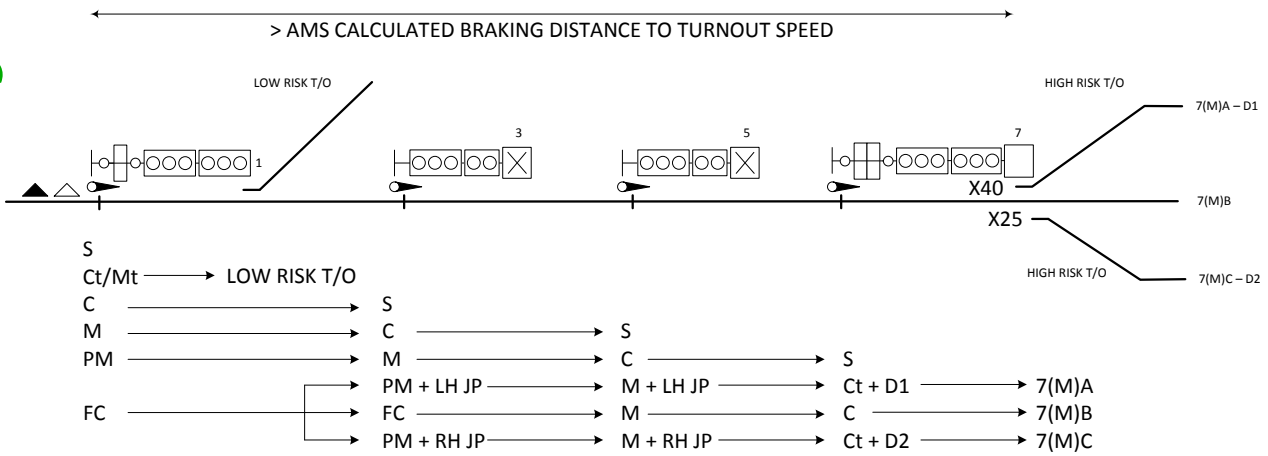 > AMS CALCULATED BRAKING DISTANCE TO TURNOUT SPEED
LOW RISK T/O
HIGH RISK T/O
7(M)A – D1
1
3
5
7
X40
7(M)B
X25
HIGH RISK T/O
7(M)C – D2
S
Ct/Mt LOW RISK T/O
C S
M C S
PM M C S
PM + LH JP M + LH JP Ct + D1 7(M)A
FC FC M C 7(M)B
PM + RH JP M + RH JP Ct + D2 7(M)C